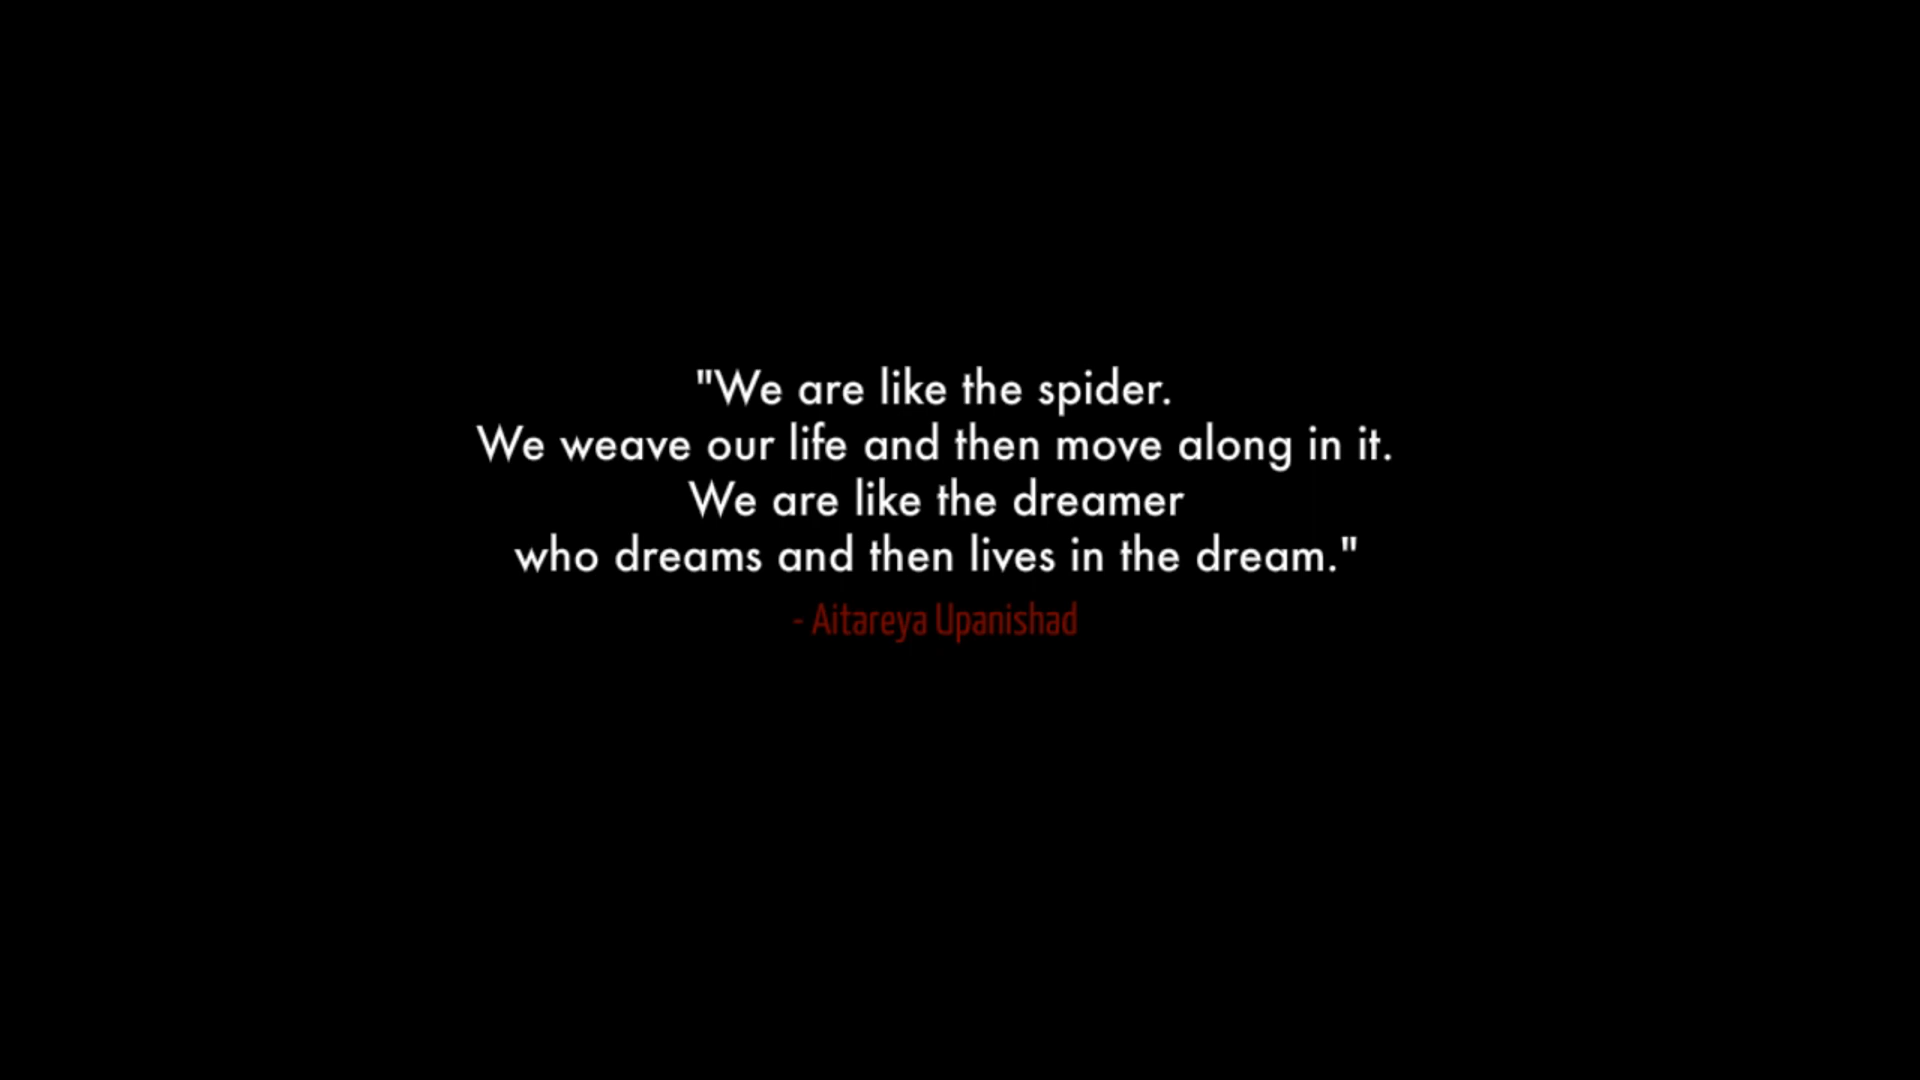 "We are like the spider.
We weave our life and then move along in it.
We are like the dreamer
who dreams and then lives in the dream."
- Aitareya Upanishad